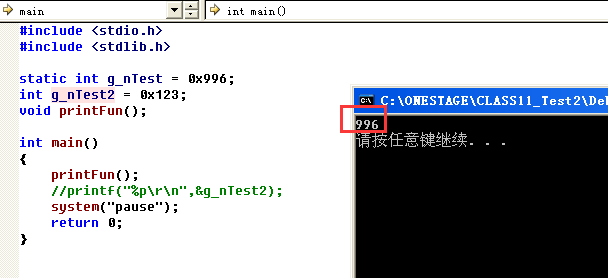 main
int main()
#include <stdio.h>
#include <stdlib.h>
static int g_nTest = 0x996;
int g_nTest2 = 0x123;
void printFun();
int main()
{
printFun();
//printf("%p\r\n",&g_nTest2);
system("pause");
return 0;
}
C:\ONESTAGE\CLASS11_Test2\De
996
请按任意键继续. . .